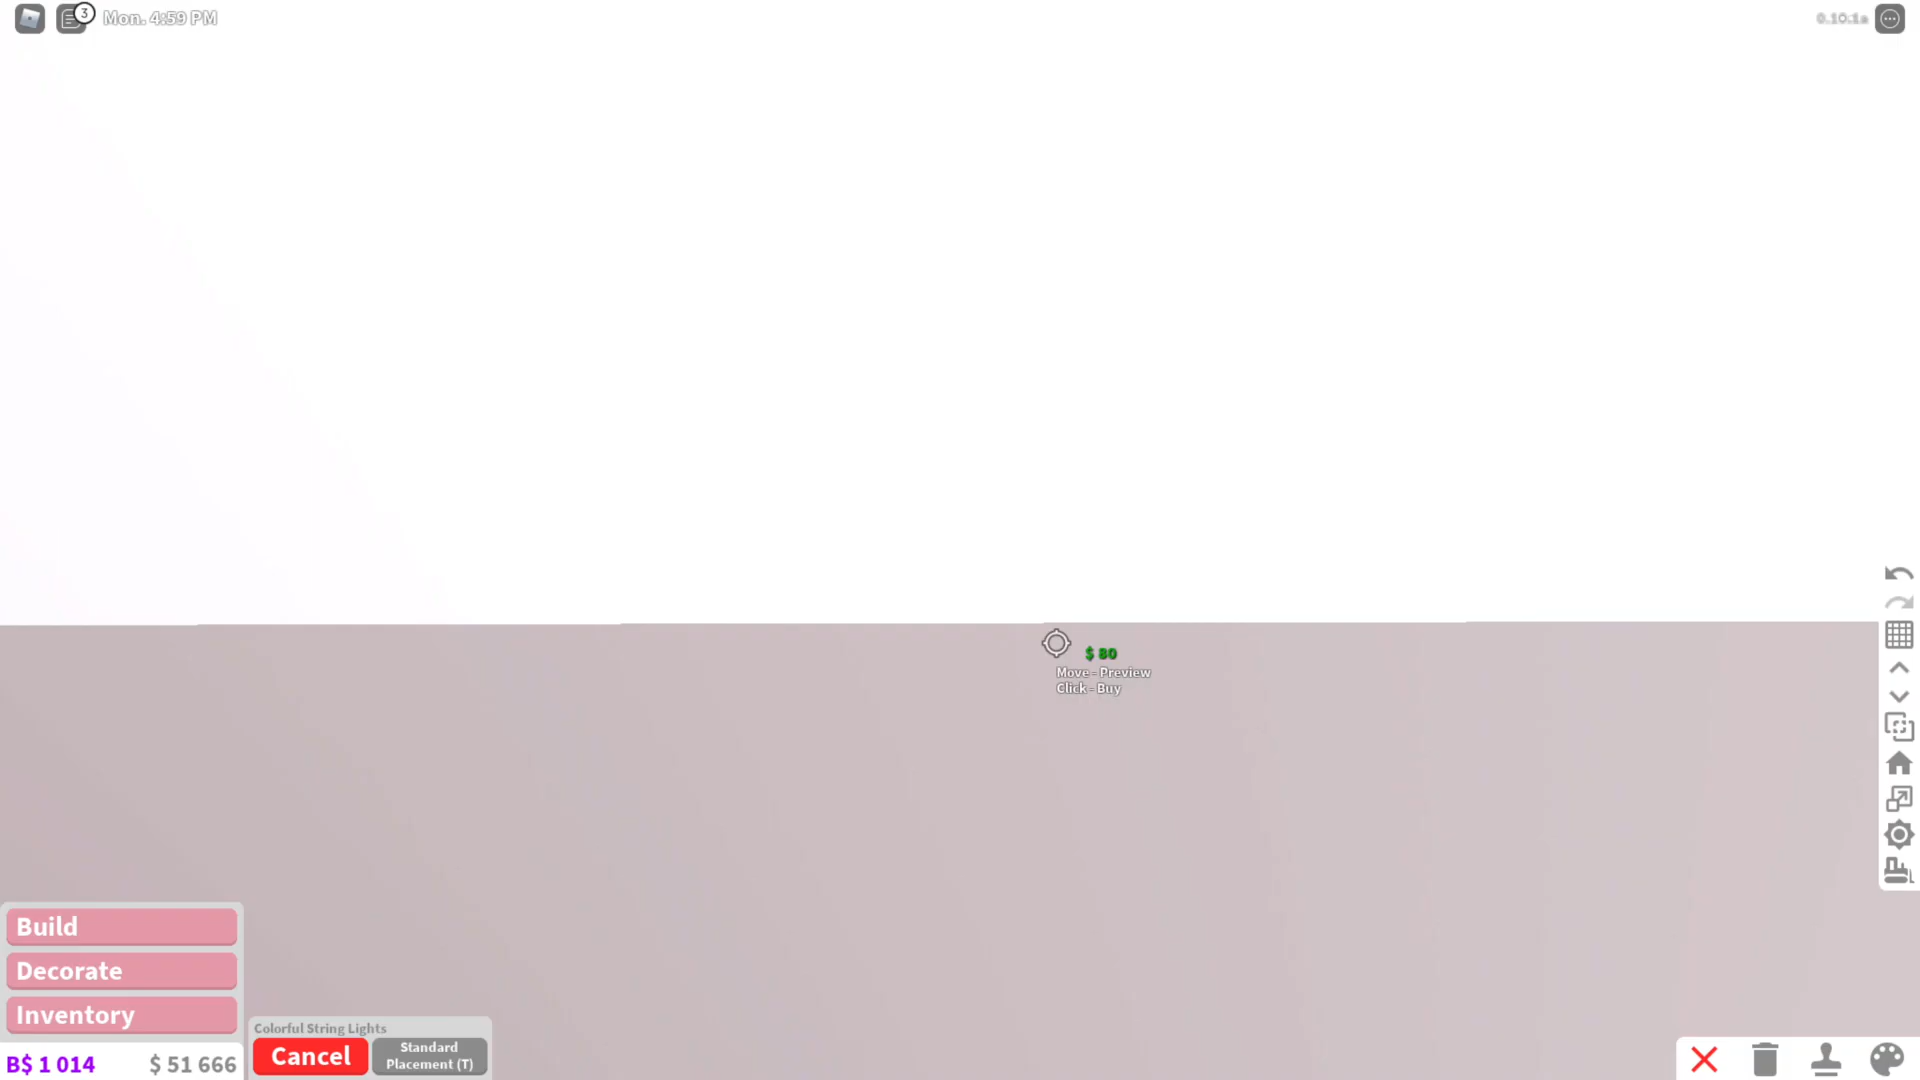 3
Mon. 4:59 PM
0.10.1a
$ 80
Move - Preview
Click - Buy
Build
Decorate
Inventory
Colorful String Lights
Cancel
Standard
Placement (T)
B$ 1 014
$ 51 666